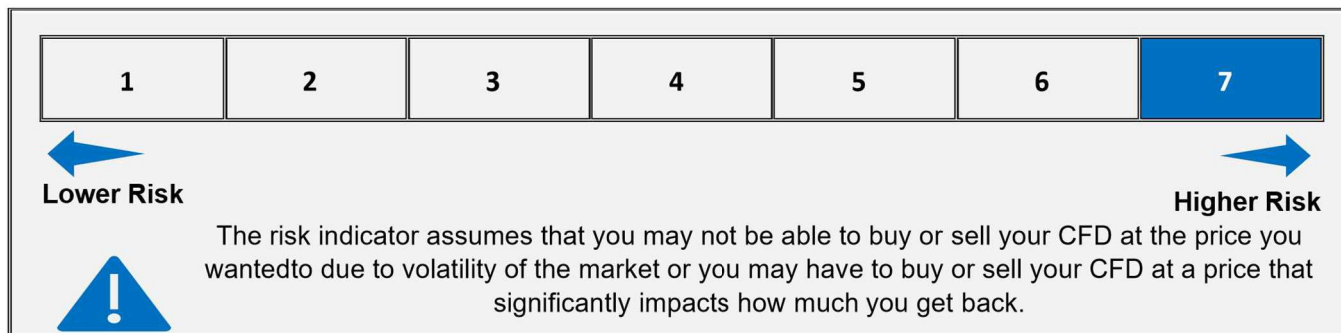 1 2 3 4 5 6 7
Lower Risk
Higher Risk
The risk indicator assumes that you may not be able to buy or sell your CFD at the price you
wantedto due to volatility of the market or you may have to buy or sell your CFD at a price that
significantly impacts how much you get back.